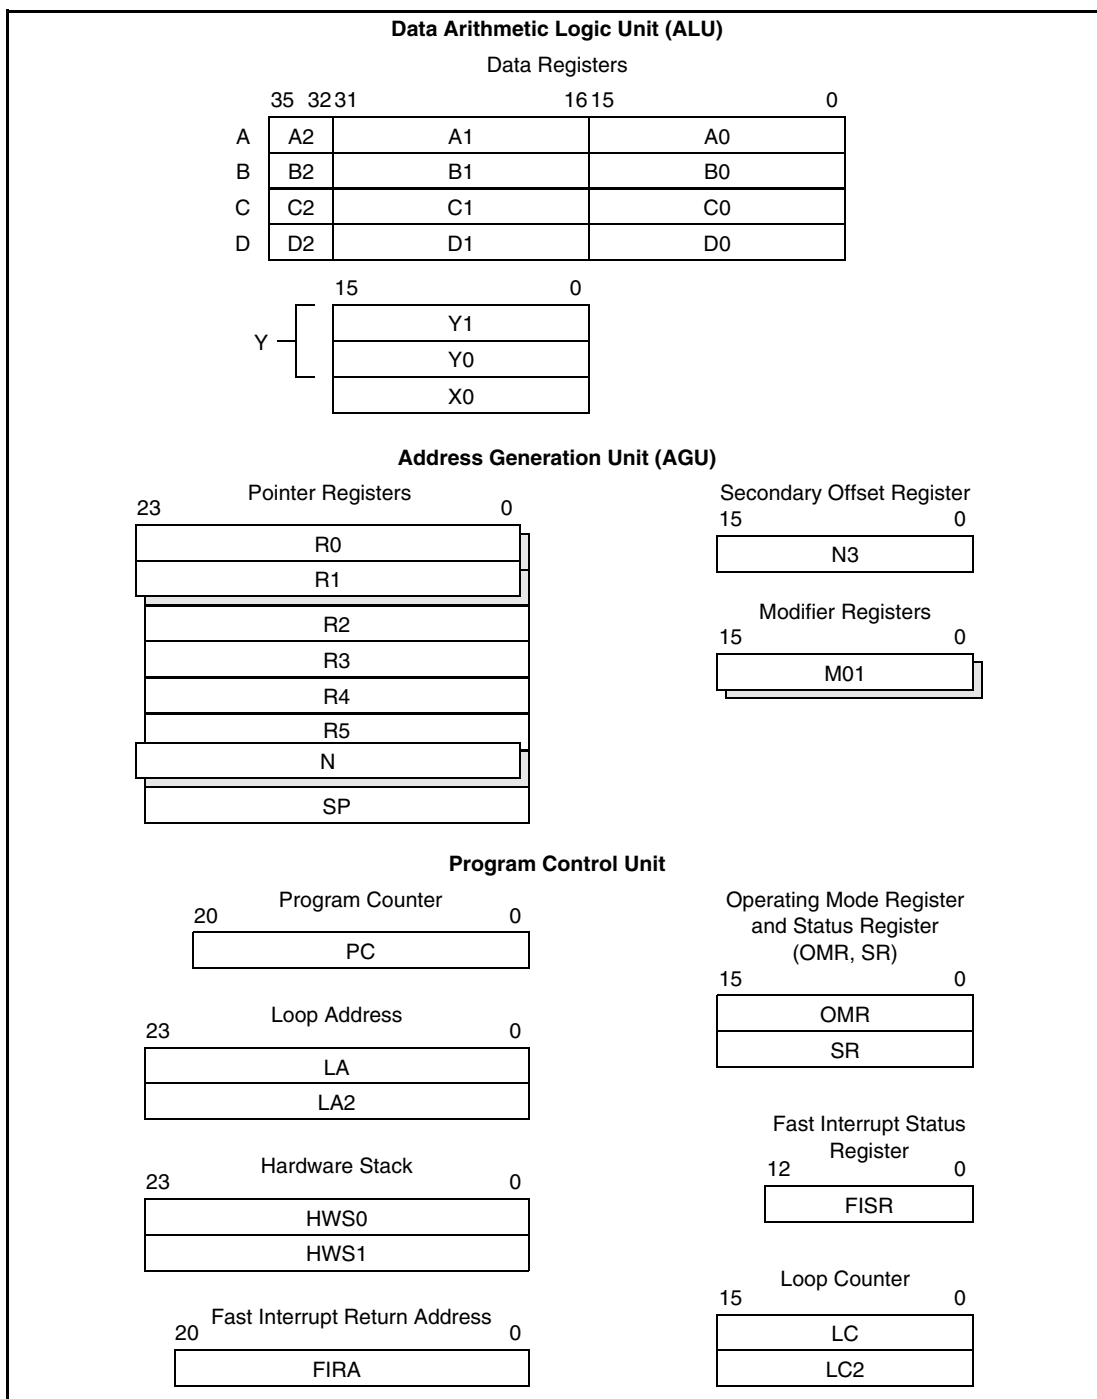 Data Arithmetic Logic Unit (ALU)
Data Registers
35 32 31 16 15 0
A A2 A1 A0
B B2 B1 B0
C C2 C1 C0
D D2 D1 D0
15 0
Y1
Y
Y0
X0
Address Generation Unit (AGU)
Pointer Registers
23 0
R0
R1
R2
R3
R4
R5
N
SP
Secondary Offset Register
15 0
N3
Modifier Registers
15 0
M01
Program Control Unit
Program Counter
20 0
PC
Loop Address
23 0
LA
LA2
Hardware Stack
23 0
HWS0
HWS1
Fast Interrupt Return Address
20 0
FIRA
Operating Mode Register
and Status Register
(OMR, SR)
15 0
OMR
SR
Fast Interrupt Status
Register
12 0
FISR
Loop Counter
15 0
LC
LC2